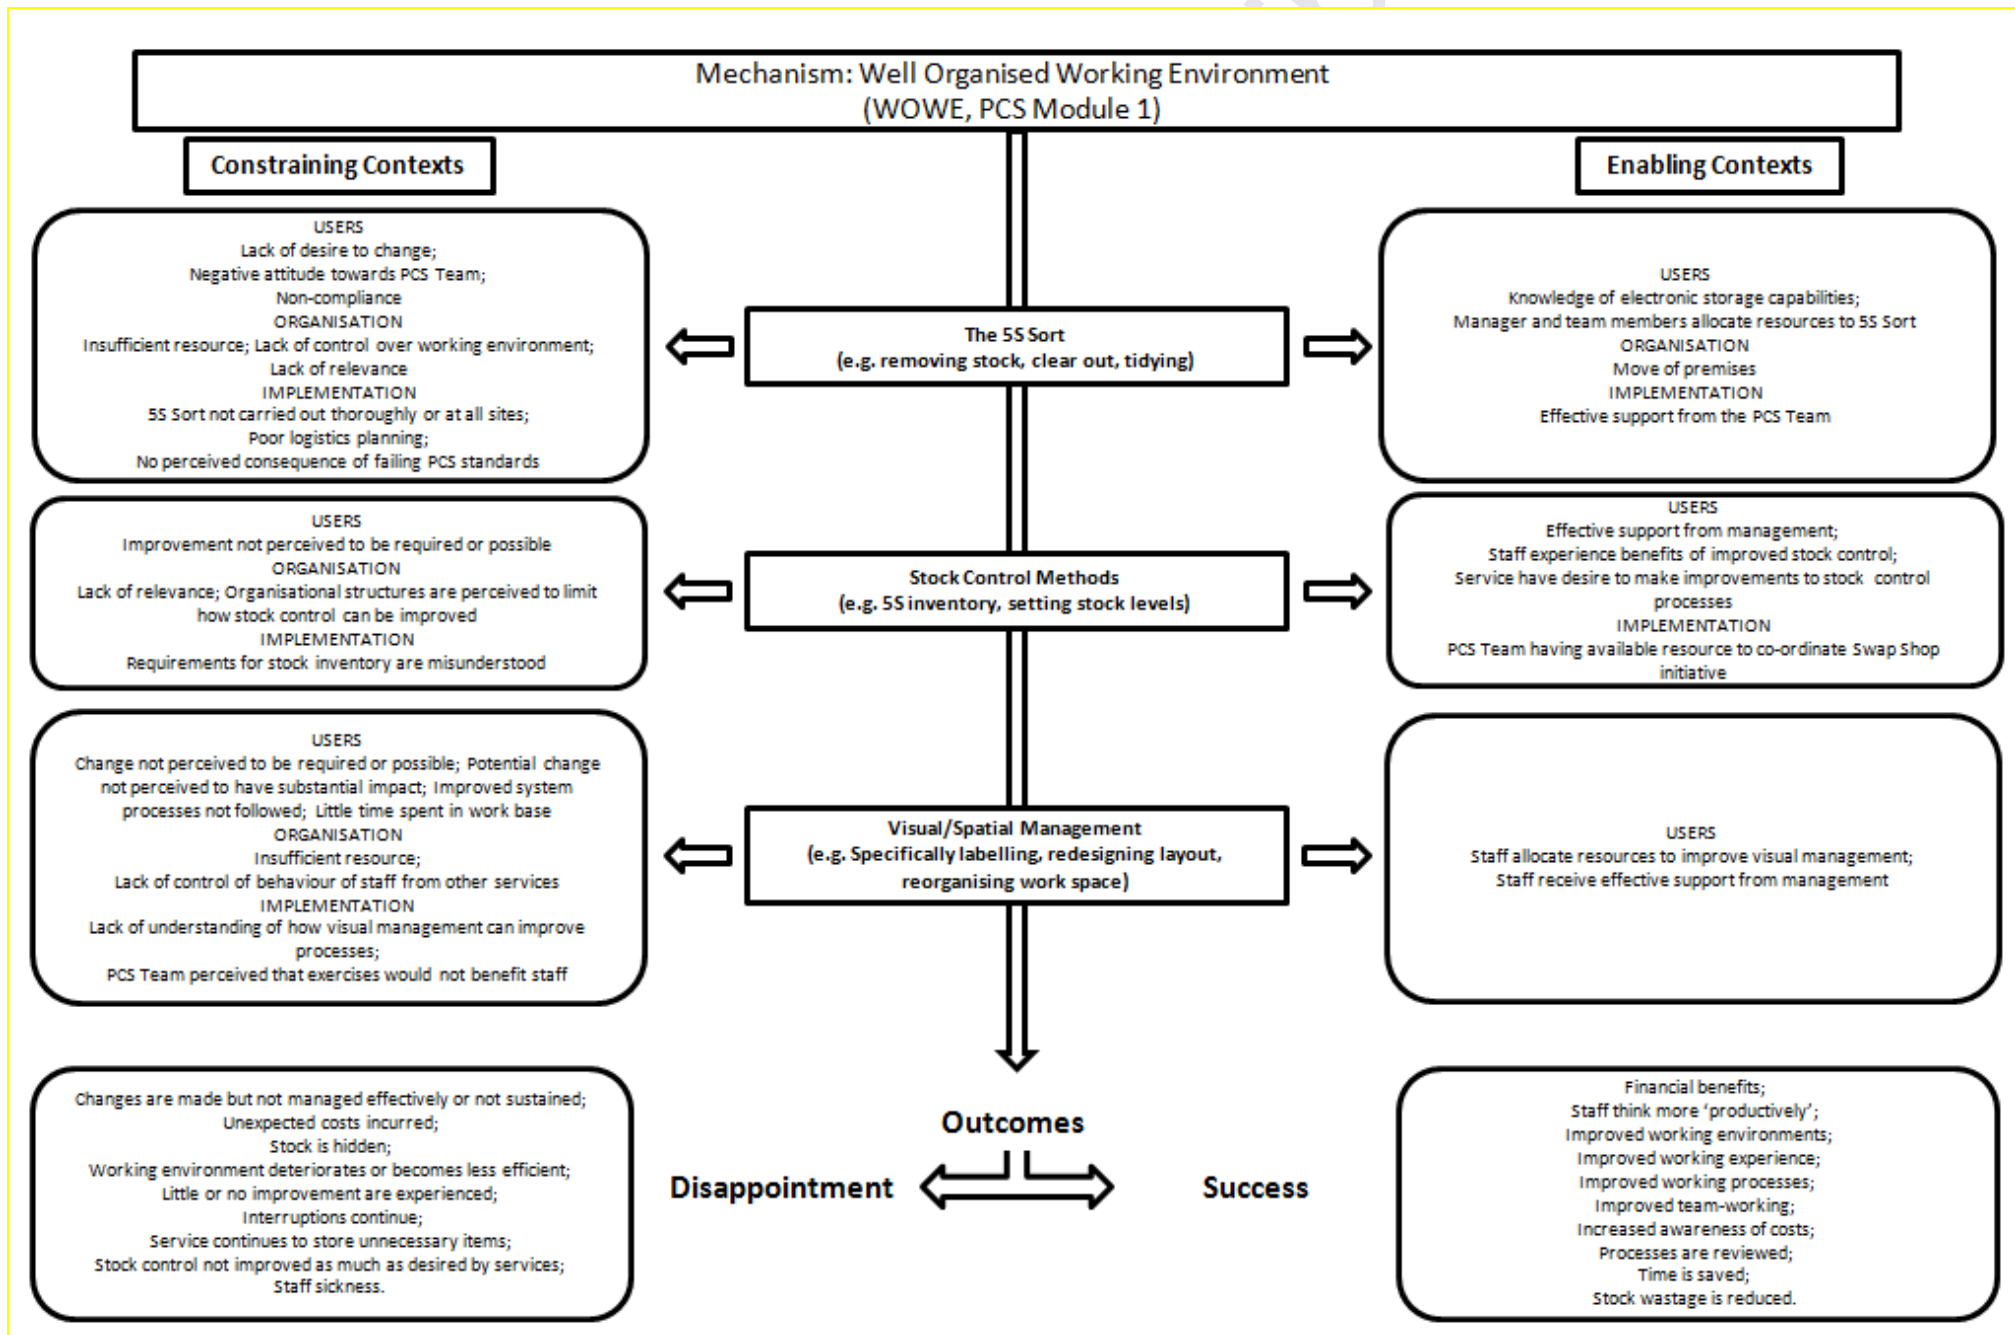 Mechanism: Well Organised Working Environment
(WOWE, PCS Module 1)
Constraining Contexts
Enabling Contexts
USERS
Lack of desire to change;
Negative attitude towards PCS Team;
Non-compliance
ORGANISATION
Insufficient resource; Lack of control over working environment;
Lack of relevance
IMPLEMENTATION
5S Sort not carried out thoroughly or at all sites;
Poor logistics planning;
No perceived consequence of failing PCS standards
The 5S Sort
(e.g. removing stock, clear out, tidying)
USERS
Knowledge of electronic storage capabilities;
Manager and team members allocate resources to 5S Sort
ORGANISATION
Move of premises
IMPLEMENTATION
Effective support from the PCS Team
USERS
Improvement not perceived to be required or possible
ORGANISATION
Lack of relevance; Organisational structures are perceived to limit
how stock control can be improved
IMPLEMENTATION
Requirements for stock inventory are misunderstood
Stock Control Methods
(e.g. 5S inventory, setting stock levels)
USERS
Effective support from management;
Staff experience benefits of improved stock control;
Service have desire to make improvements to stock control
processes
IMPLEMENTATION
PCS Team having available resource to co-ordinate Swap Shop
initiative
USERS
Change not perceived to be required or possible; Potential change
not perceived to have substantial impact; Improved system
processes not followed; Little time spent in work base
ORGANISATION
Insufficient resource;
Lack of control of behaviour of staff from other services
IMPLEMENTATION
Lack of understanding of how visual management can improve
processes;
PCS Team perceived that exercises would not benefit staff
Visual/Spatial Management
(e.g. Specifically labelling, redesigning layout,
reorganising work space)
USERS
Staff allocate resources to improve visual management;
Staff receive effective support from management
Changes are made but not managed effectively or not sustained;
Unexpected costs incurred;
Stock is hidden;
Working environment deteriorates or becomes less efficient;
Little or no improvement are experienced;
Interruptions continue;
Service continues to store unnecessary items;
Stock control not improved as much as desired by services;
Staff sickness.
Outcomes
Disappointment
Success
Financial benefits;
Staff think more ‘productively’;
Improved working environments;
Improved working experience;
Improved working processes;
Improved team-working;
Increased awareness of costs;
Processes are reviewed;
Time is saved;
Stock wastage is reduced.